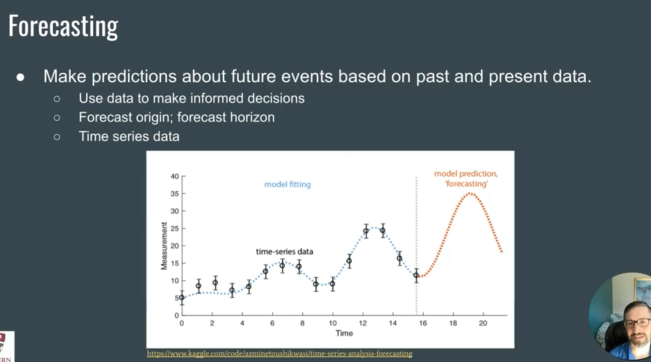 Forecasting
● Make predictions about future events based on past and present data.
○ Use data to make informed decisions
○ Forecast origin; forecast horizon
○ Time series data
model prediction,
'forecasting'
model fitting
time-series data
Measurement
40
35
30
25
20
15
10
5
0
0 2 4 6 8 10 12 14 16 18 20
Time
https://www.kaggle.com/code/azminetoushikwasi/time-series-analysis-forecasting
ERN